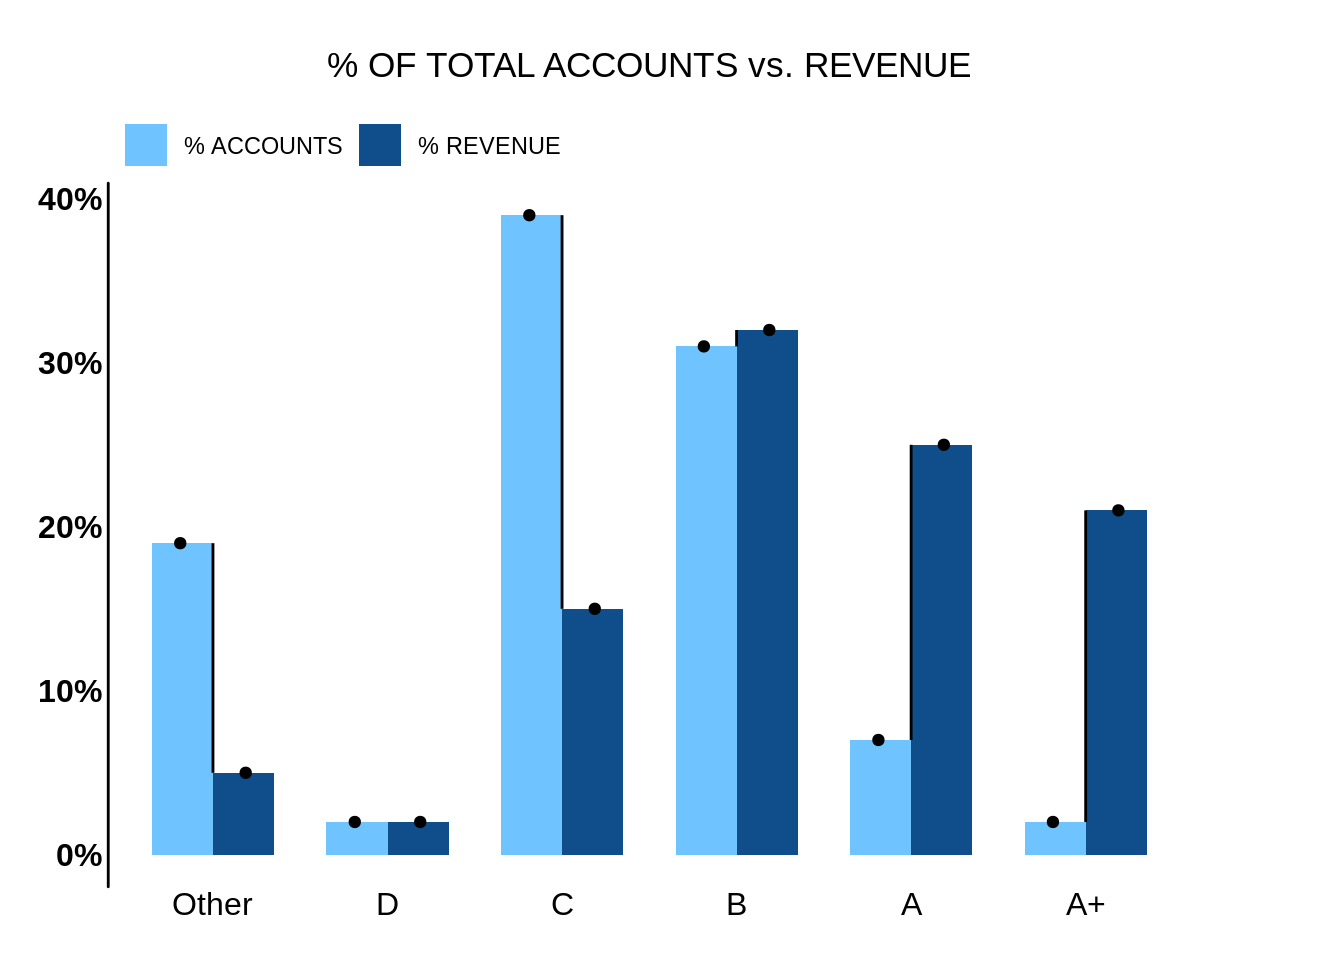 % OF TOTAL ACCOUNTS vs. REVENUE
% ACCOUNTS % REVENUE
40%
30%
20%
10%
0%
Other D C B A A+